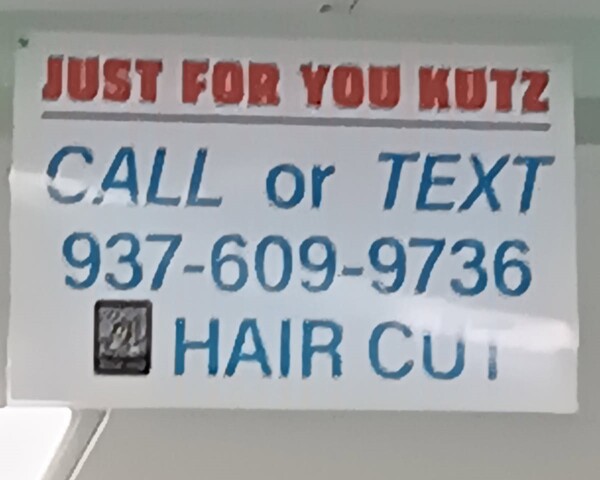 JUST FOR YOU KUTZ
CALL or TEXT
937-609-9736
HAIR CUT